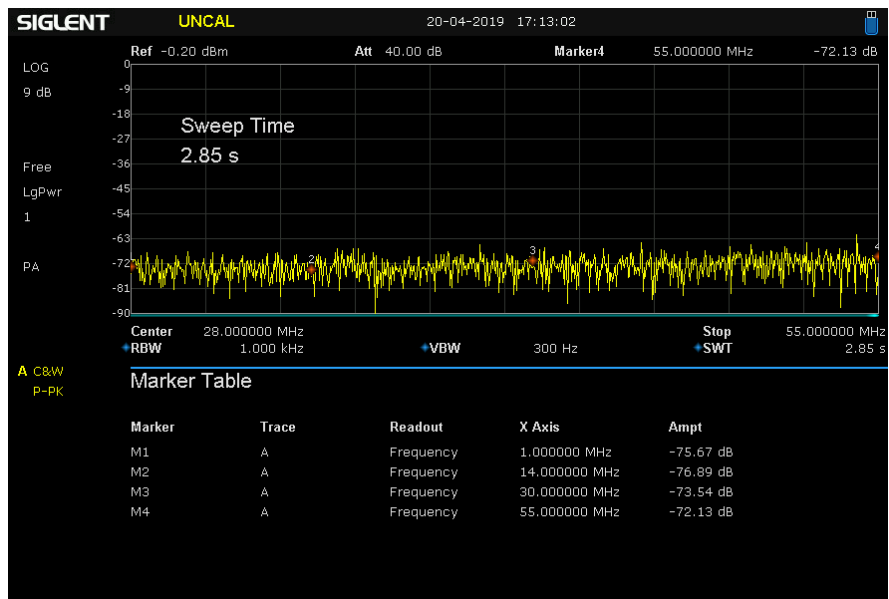 SIGLENT UNCAL 20-04-2019 17:13:02
Ref -0.20 dBm Att 40.00 dB Marker4 55.000000 MHz -72.13 dB
LOG
9 dB
Free
LgPwr
1
PA
A C&W
P-PK
0
-9
-18
-27
-36
-45
-54
-63
-72
-81
-90
Sweep Time
2.85 s
2
3
4
Center 28.000000 MHz Stop 55.000000 MHz
RBW 1.000 kHz VBW 300 Hz SWT 2.85 s
Marker Table
Marker Trace Readout X Axis Ampt
M1 A Frequency 1.000000 MHz -75.67 dB
M2 A Frequency 14.000000 MHz -76.89 dB
M3 A Frequency 30.000000 MHz -73.54 dB
M4 A Frequency 55.000000 MHz -72.13 dB